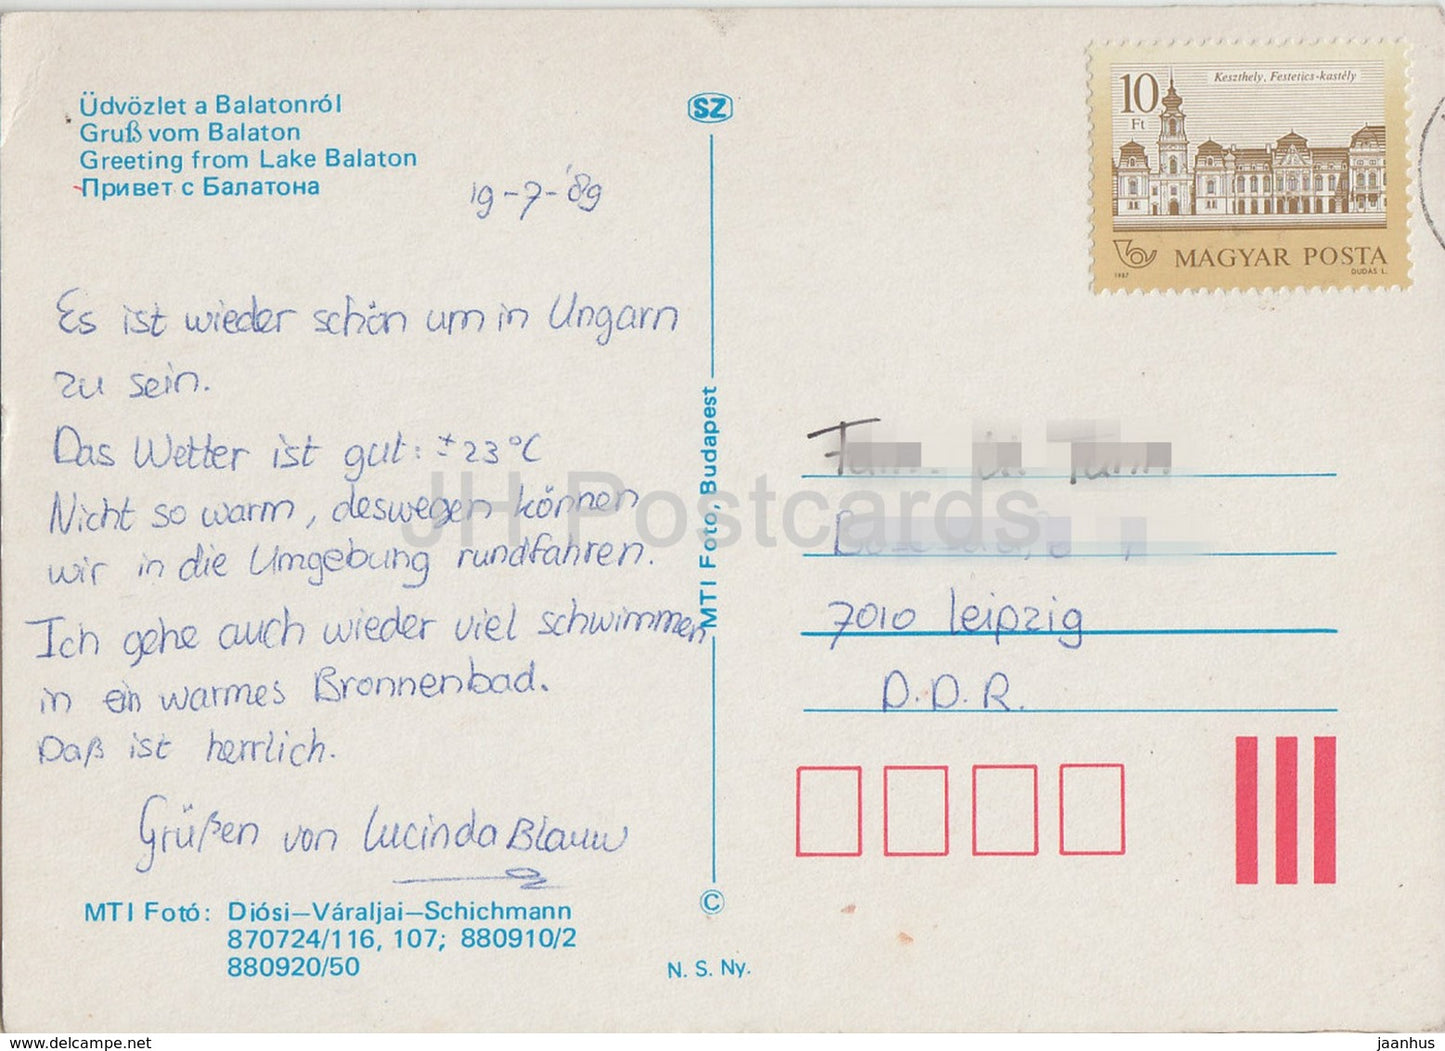 Üdvözlet a Balatonról
Gruß vom Balaton
Greeting from Lake Balaton
Привет с Балатона
19-7-'89
Es ist wieder schön um in Ungarn
zu sein.
Das Wetter ist gut: ±23°C
Nicht so warm, deswegen können
wir in die Umgebung rundfahren.
Ich gehe auch wieder viel schwimmen
in ein warmes Bronnenbad.
Daß ist herrlich.
Grüßen von Lucinda Blauw
MTI Fotó: Diósi–Váraljai–Schichmann
870724/116, 107; 880910/2
880920/50
SZ
MTI Foto, Budapest
©
N. S. Ny.
10
Ft
Keszthely, Festetics-kastély
MAGYAR POSTA
1987
DUDÁS L.
7010 Leipzig
D.D.R.
JH Postcards
www.delcampe.net
jaanhus